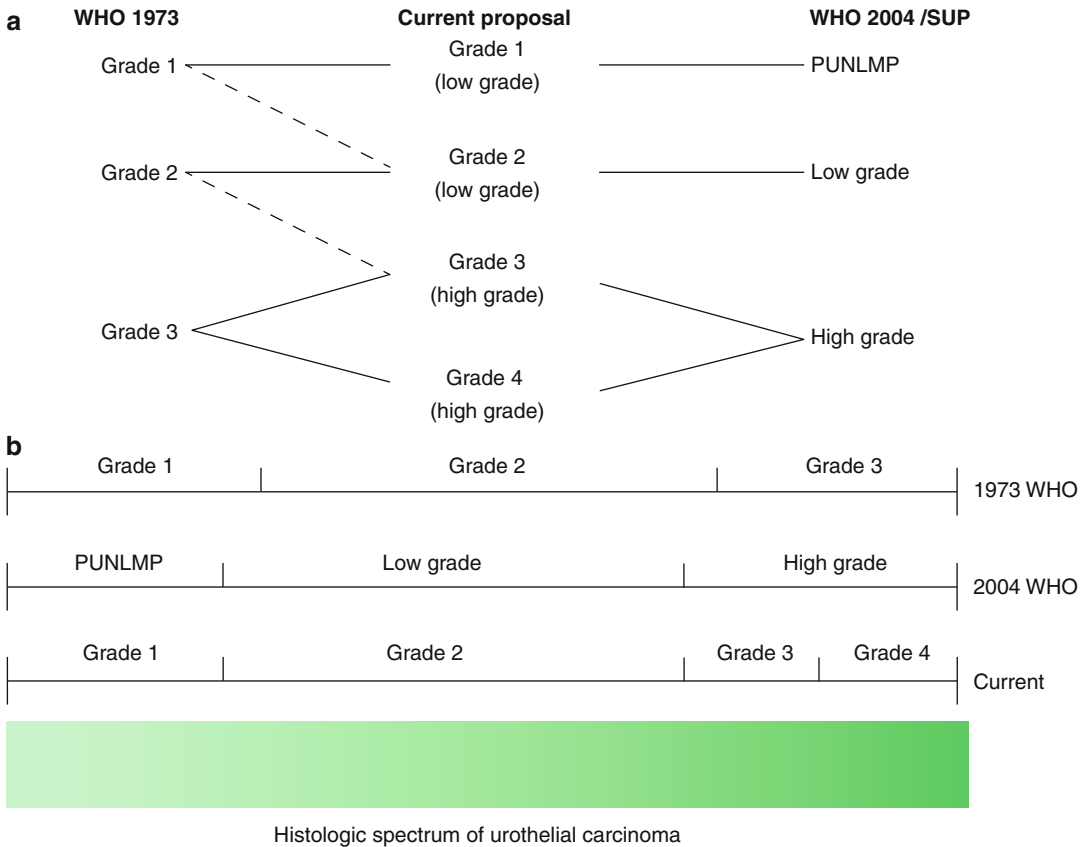 a
WHO 1973 Current proposal WHO 2004 /SUP
Grade 1 Grade 1 PUNLMP
(low grade)
Grade 2 Grade 2 Low grade
(low grade)
Grade 3
(high grade)
Grade 3 High grade
Grade 4
(high grade)
b
Grade 1 Grade 2 Grade 3 1973 WHO
PUNLMP Low grade High grade 2004 WHO
Grade 1 Grade 2 Grade 3 Grade 4 Current
Histologic spectrum of urothelial carcinoma